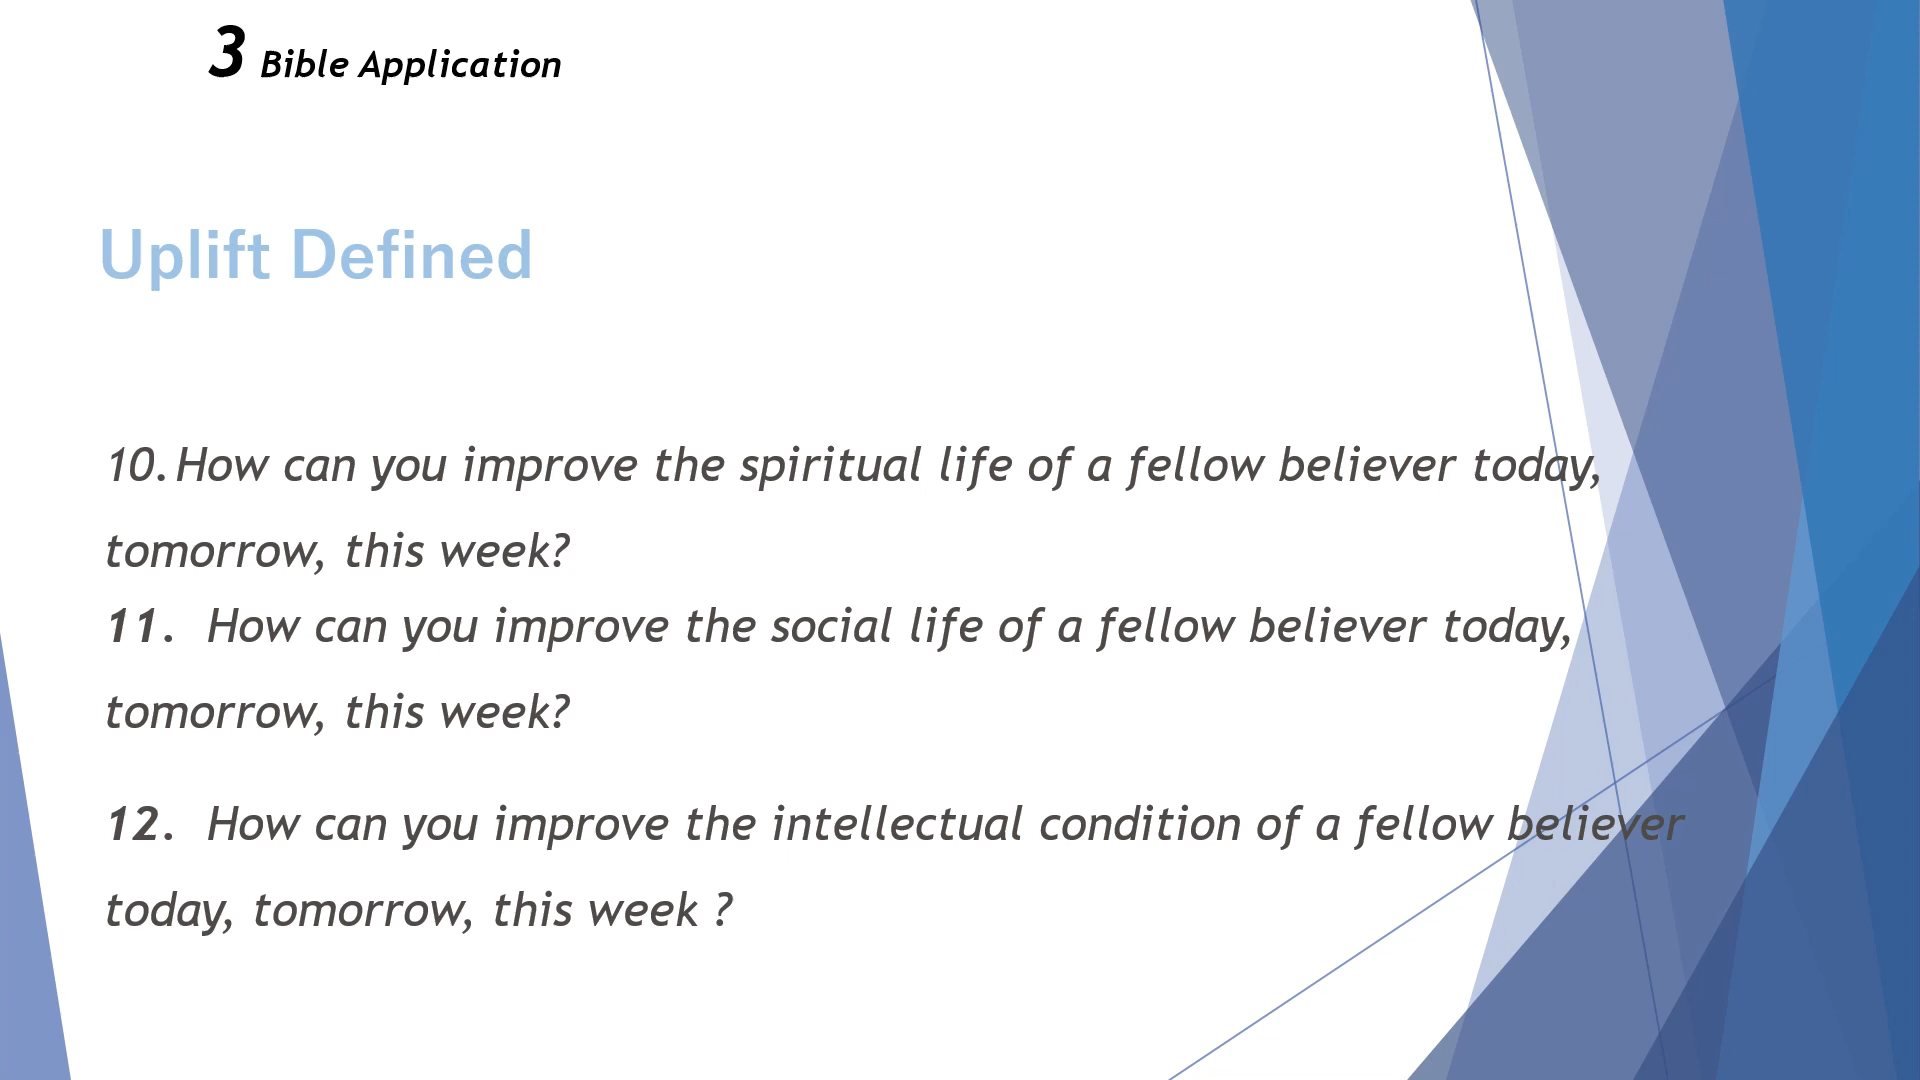 3 Bible Application
Uplift Defined
10. How can you improve the spiritual life of a fellow believer today,
tomorrow, this week?
11. How can you improve the social life of a fellow believer today,
tomorrow, this week?
12. How can you improve the intellectual condition of a fellow believer
today, tomorrow, this week ?